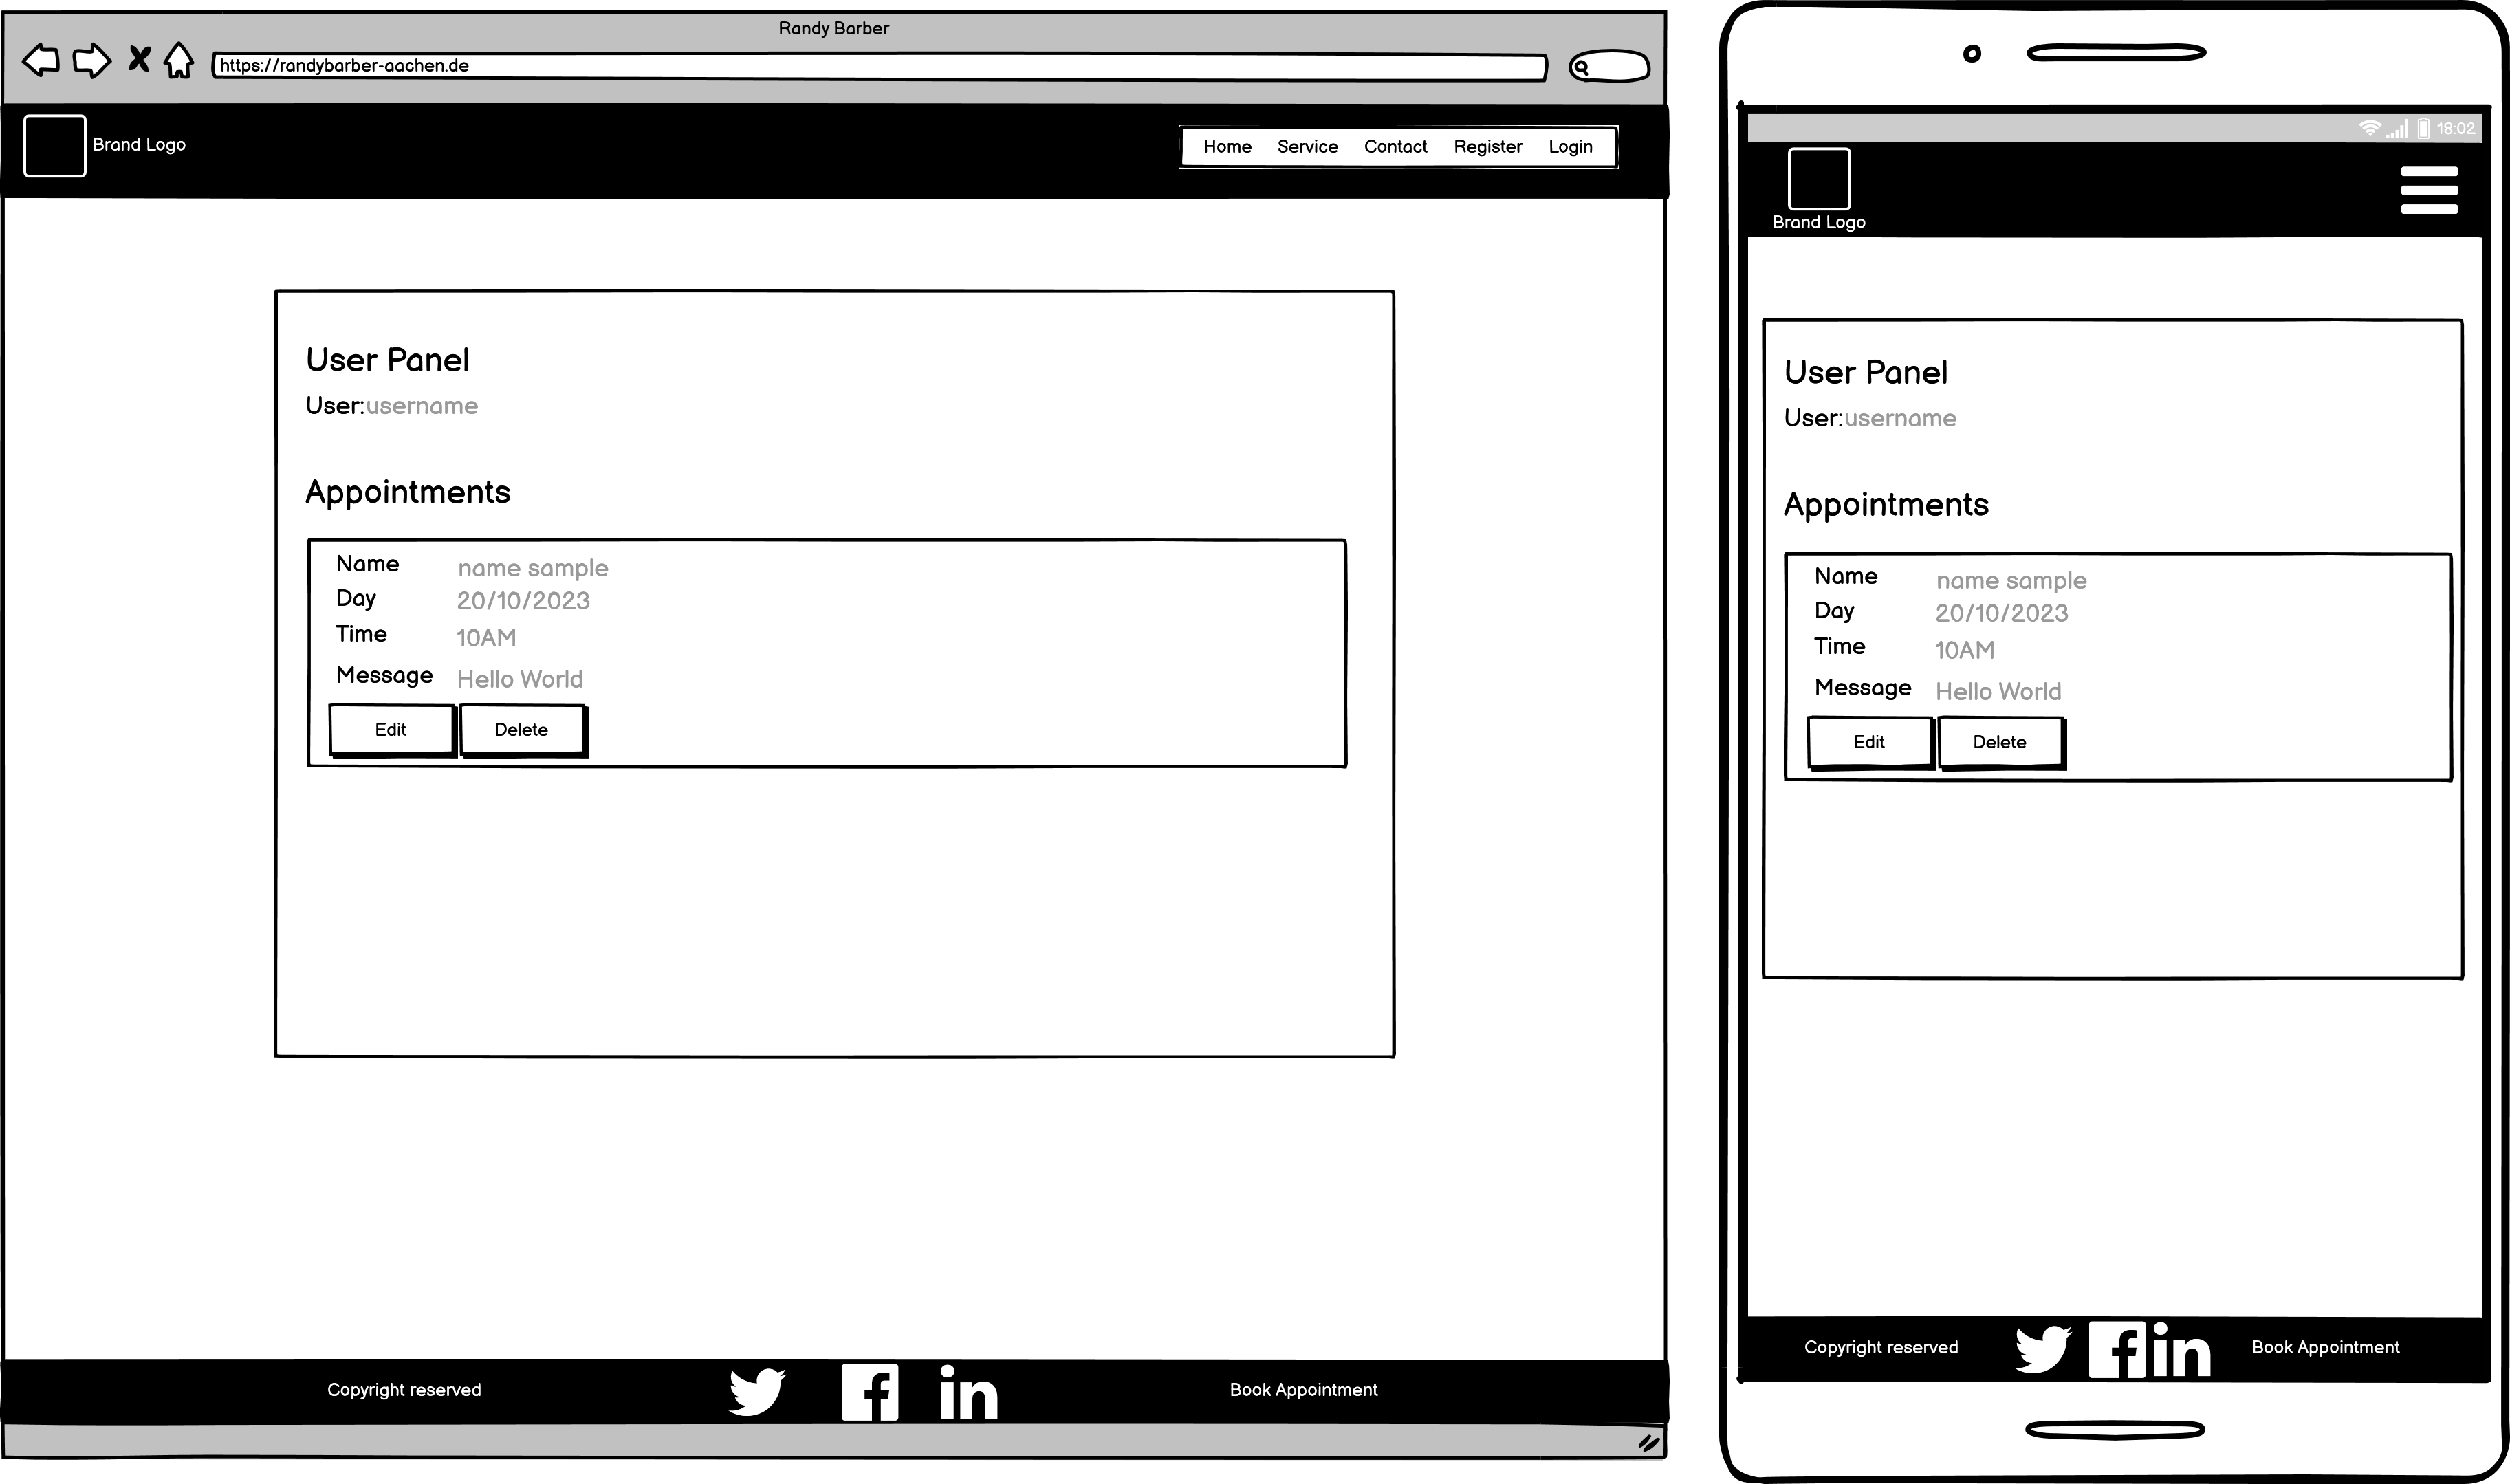 Randy Barber
https://randybarber-aachen.de
Brand Logo
Home Service Contact Register Login
User Panel
User: username
Appointments
Name name sample
Day 20/10/2023
Time 10AM
Message Hello World
Edit Delete
Copyright reserved
Book Appointment
18:02
Brand Logo
User Panel
User: username
Appointments
Name name sample
Day 20/10/2023
Time 10AM
Message Hello World
Edit Delete
Copyright reserved
Book Appointment